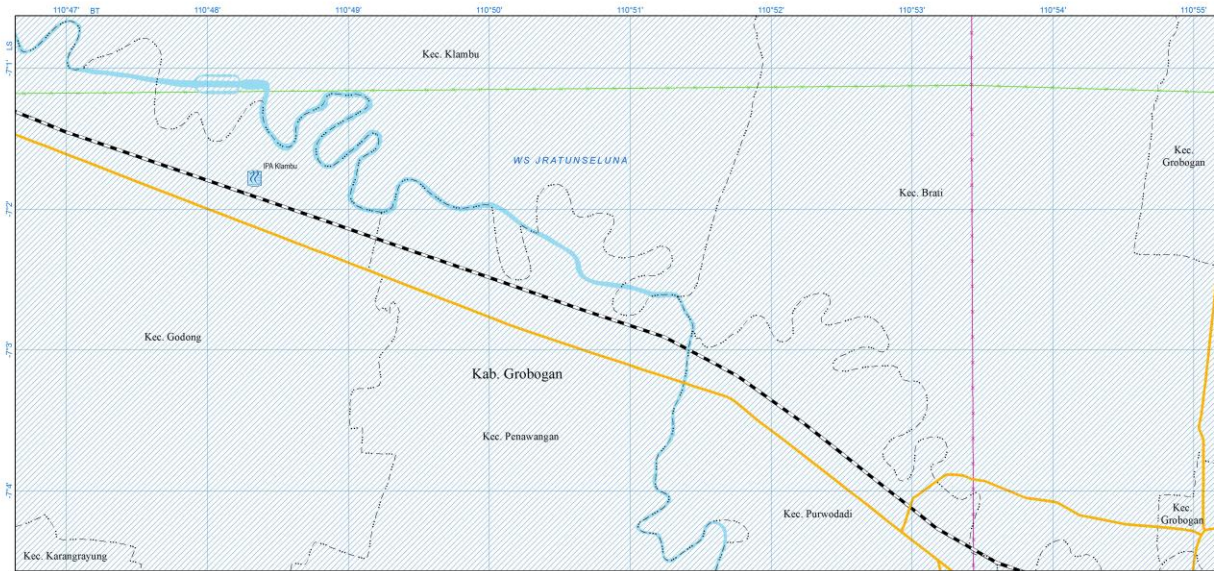 110°47' BT 110°48' 110°49' 110°50' 110°51' 110°52' 110°53' 110°54' 110°55'
LS
-7°1'
Kec. Klambu
Kec.
Grobogan
IPA Klambu
WS JRATUNSELUNA
Kec. Brati
-7°2'
Kec. Godong
-7°3'
Kab. Grobogan
Kec. Penawangan
-7°4'
Kec. Purwodadi
Kec.
Grobogan
Kec. Karangrayung